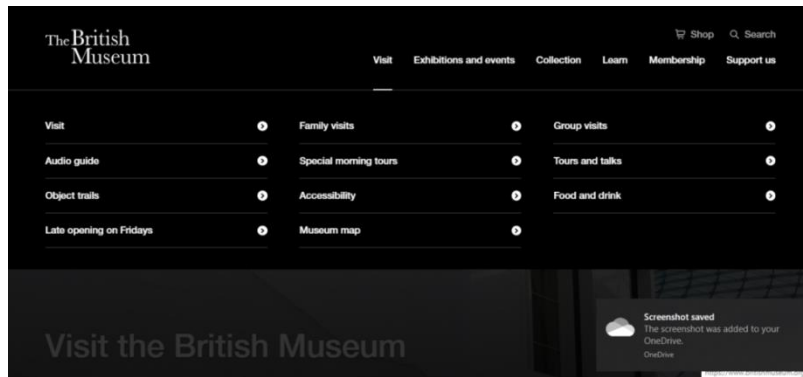 The British
Museum
Shop Search
Visit Exhibitions and events Collection Learn Membership Support us
Visit Family visits Group visits
Audio guide Special morning tours Tours and talks
Object trails Accessibility Food and drink
Late opening on Fridays Museum map
Visit the British Museum
Screenshot saved
The screenshot was added to your
OneDrive.
OneDrive